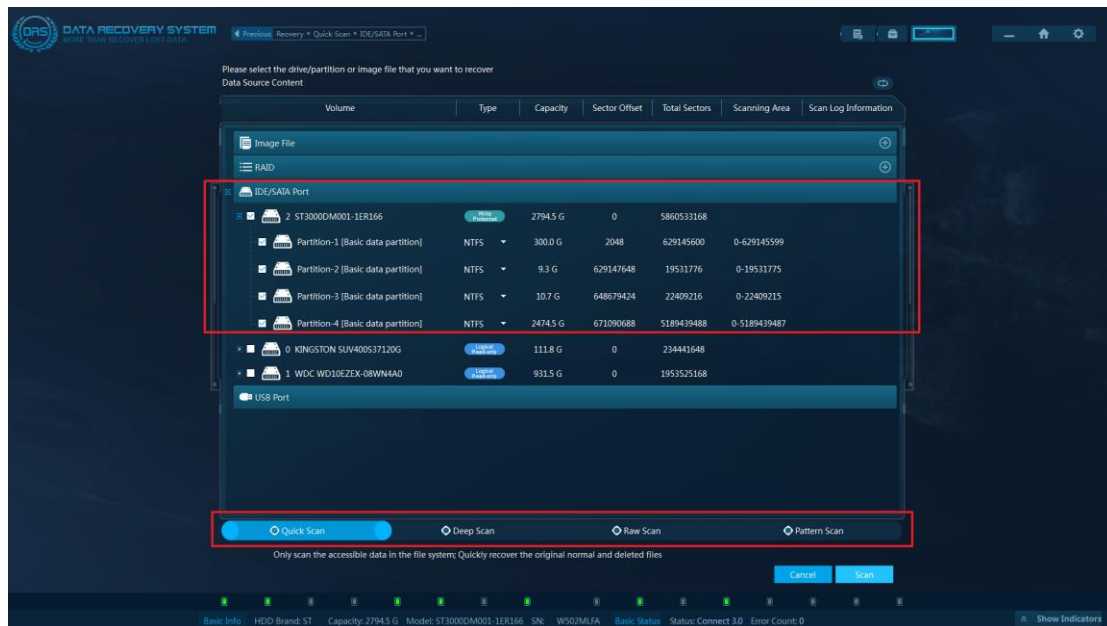 DRS
DATA RECOVERY SYSTEM
MORE THAN RECOVER LOST DATA
Previous Reovery * Quick Scan * IDE/SATA Port * ...
Please select the drive/partition or image file that you want to recover
Data Source Content
Volume Type Capacity Sector Offset Total Sectors Scanning Area Scan Log Information
Image File
RAID
IDE/SATA Port
2 ST3000DM001-1ER166 Write Protected 2794.5 G 0 5860533168
Partition-1 [Basic data partition] NTFS 300.0 G 2048 629145600 0-629145599
Partition-2 [Basic data partition] NTFS 9.3 G 629147648 19531776 0-19531775
Partition-3 [Basic data partition] NTFS 10.7 G 648679424 22409216 0-22409215
Partition-4 [Basic data partition] NTFS 2474.5 G 671090688 5189439488 0-5189439487
0 KINGSTON SUV400S37120G Logical Read-only 111.8 G 0 234441648
1 WDC WD10EZEX-08WN4A0 Logical Read-only 931.5 G 0 1953525168
USB Port
Quick Scan Deep Scan Raw Scan Pattern Scan
Only scan the accessible data in the file system; Quickly recover the original normal and deleted files
Cancel Scan
Basic Info HDD Brand: ST Capacity: 2794.5 G Model: ST3000DM001-1ER166 SN: W502MLFA Basic Status Status: Connect 3.0 Error Count: 0
Show Indicators